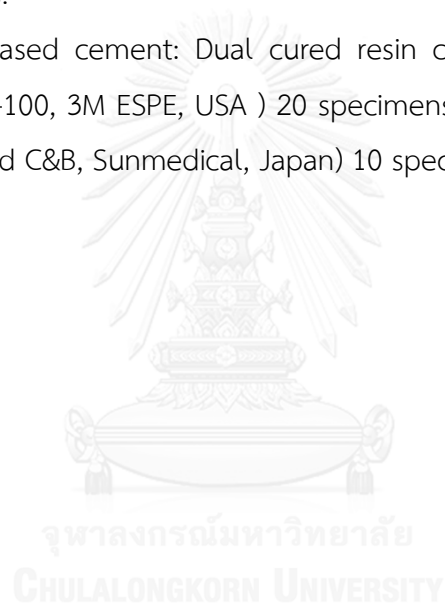 ased cement: Dual cured resin c
-100, 3M ESPE, USA ) 20 specimens
d C&B, Sunmedical, Japan) 10 spec
จุฬาลงกรณ์มหาวิทยาลัย
CHULALONGKORN UNIVERSITY